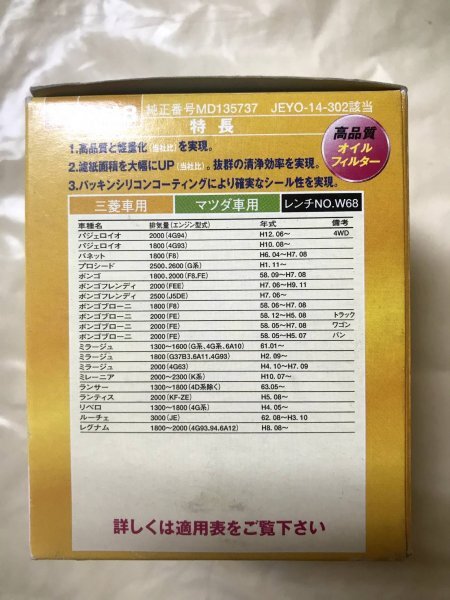 純正番号MD135737 JEYO-14-302該当
特長
高品質
オイル
フィルター
1.高品質と軽量化(当社比)を実現。
2.濾紙面積を大幅にUP(当社比)。抜群の清浄効率を実現。
3.パッキンシリコンコーティングにより確実なシール性を実現。
三菱車用 マツダ車用 レンチNO.W68
車種名 排気量(エンジン型式) 年式 備考
パジェロイオ 2000(4G94) H12.06〜 4WD
パジェロイオ 1800(4G93) H10.08〜
バネット 1800(F8) H6.04〜H7.08
プロシード 2500、2600(G系) H1.11〜
ボンゴ 1800、2000(F8,FE) 58.09〜H7.08
ボンゴフレンディ 2000(FEE) H7.06〜H9.11
ボンゴフレンディ 2500(J5DE) H7.06〜
ボンゴブローニ 1800(F8) 58.06〜H7.08
ボンゴブローニ 2000(FE) 58.12〜H5.08 トラック
ボンゴブローニ 2000(FE) 58.05〜H7.08 ワゴン
ボンゴブローニ 2000(FE) 58.05〜H5.07 バン
ミラージュ 1300〜1600(G系、4G系、6A10) 61.01〜
ミラージュ 1800(G37B3.6A11.4G93) H2.09〜
ミラージュ 2000(4G63) H4.10〜H7.09
ミレーニア 2000〜2300(K系) H10.07〜
ランサー 1300〜1800(4D系除く) 63.05〜
ランティス 2000(KF-ZE) H5.08〜
リベロ 1300〜1800(4G系) H4.05〜
ルーチェ 3000(JE) 62.08〜H3.10
レグナム 1800〜2000(4G93.94.6A12) H8.08〜
詳しくは適用表をご覧下さい